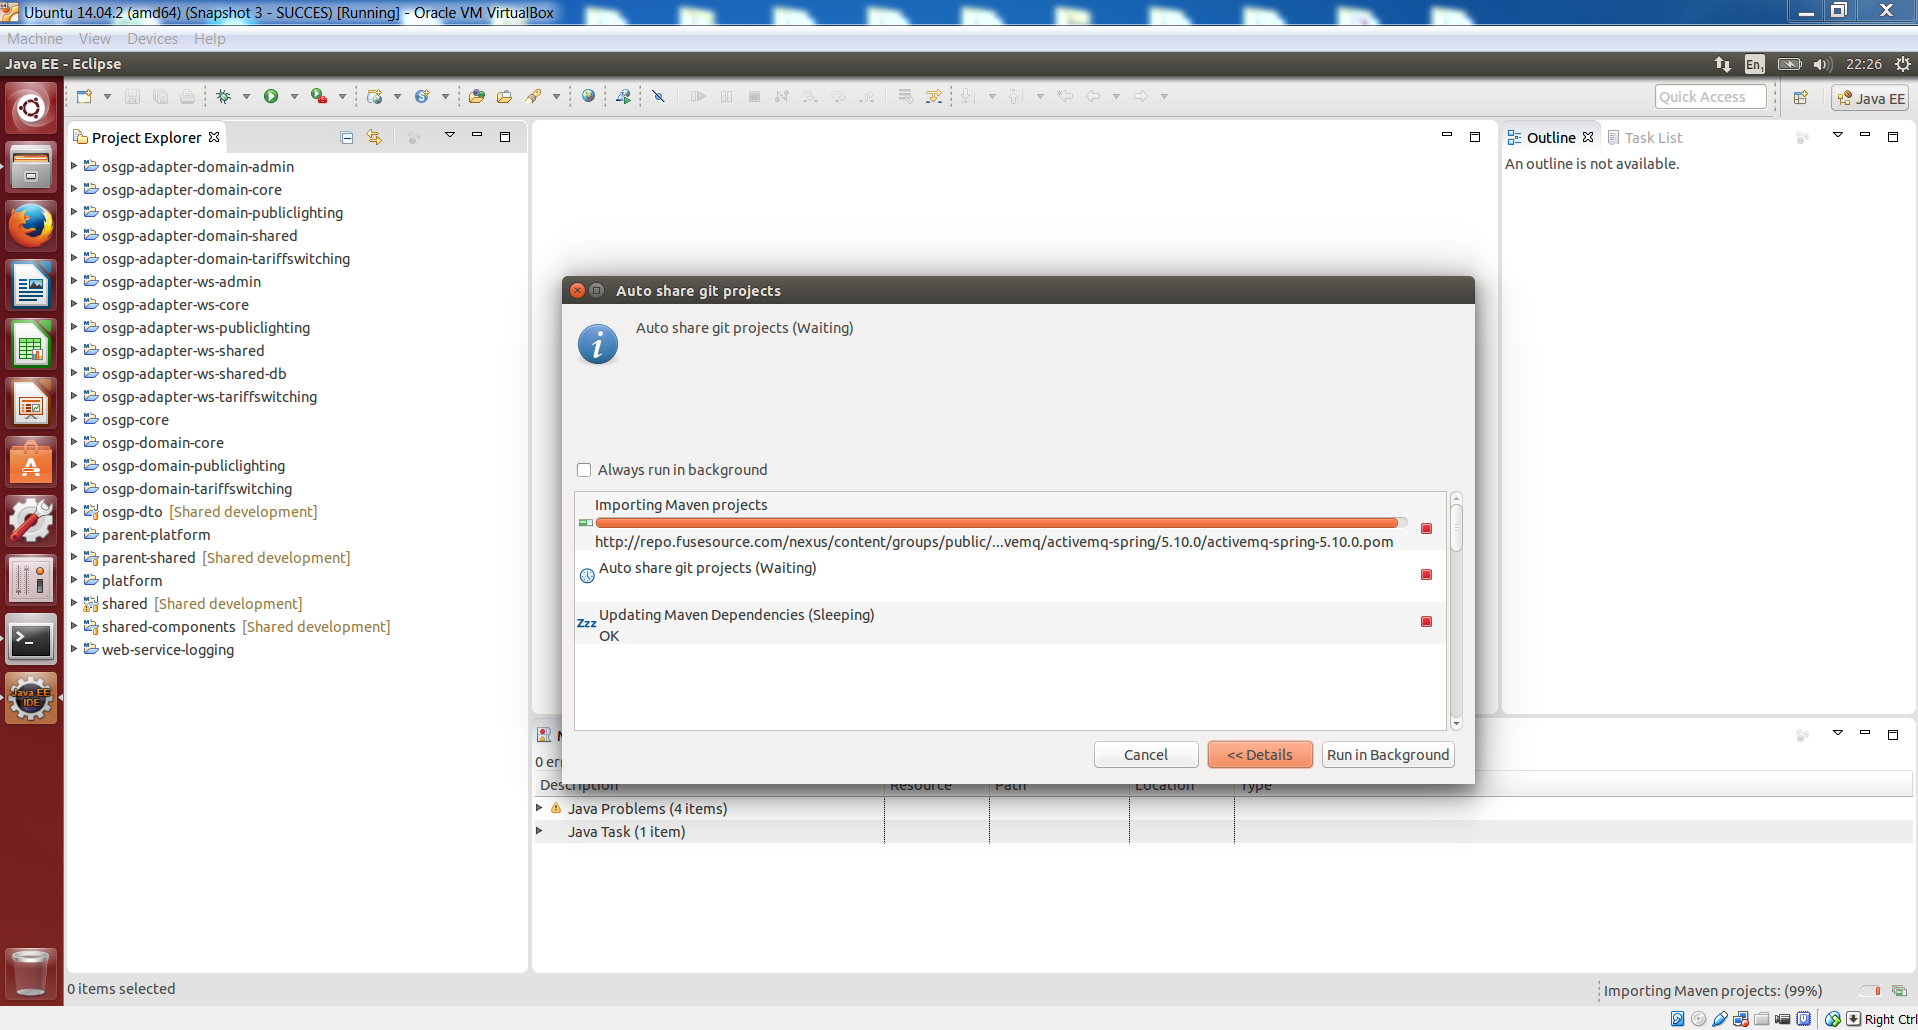 Ubuntu 14.04.2 (amd64) (Snapshot 3 - SUCCES) [Running] - Oracle VM VirtualBox
Machine View Devices Help
Java EE - Eclipse
En1
22:26
Quick Access
Java EE
Project Explorer
osgp-adapter-domain-admin
osgp-adapter-domain-core
osgp-adapter-domain-publiclighting
osgp-adapter-domain-shared
osgp-adapter-domain-tariffswitching
osgp-adapter-ws-admin
osgp-adapter-ws-core
osgp-adapter-ws-publiclighting
osgp-adapter-ws-shared
osgp-adapter-ws-shared-db
osgp-adapter-ws-tariffswitching
osgp-core
osgp-domain-core
osgp-domain-publiclighting
osgp-domain-tariffswitching
osgp-dto [Shared development]
parent-platform
parent-shared [Shared development]
platform
shared [Shared development]
shared-components [Shared development]
web-service-logging
Java EE
IDE
Outline
Task List
An outline is not available.
Auto share git projects
Auto share git projects (Waiting)
Always run in background
Importing Maven projects
http://repo.fusesource.com/nexus/content/groups/public/...vemq/activemq-spring/5.10.0/activemq-spring-5.10.0.pom
Auto share git projects (Waiting)
Zzz Updating Maven Dependencies (Sleeping)
OK
Cancel
<< Details
Run in Background
Description Resource Path Location Type
Java Problems (4 items)
Java Task (1 item)
0 items selected
Importing Maven projects: (99%)
Right Ctrl